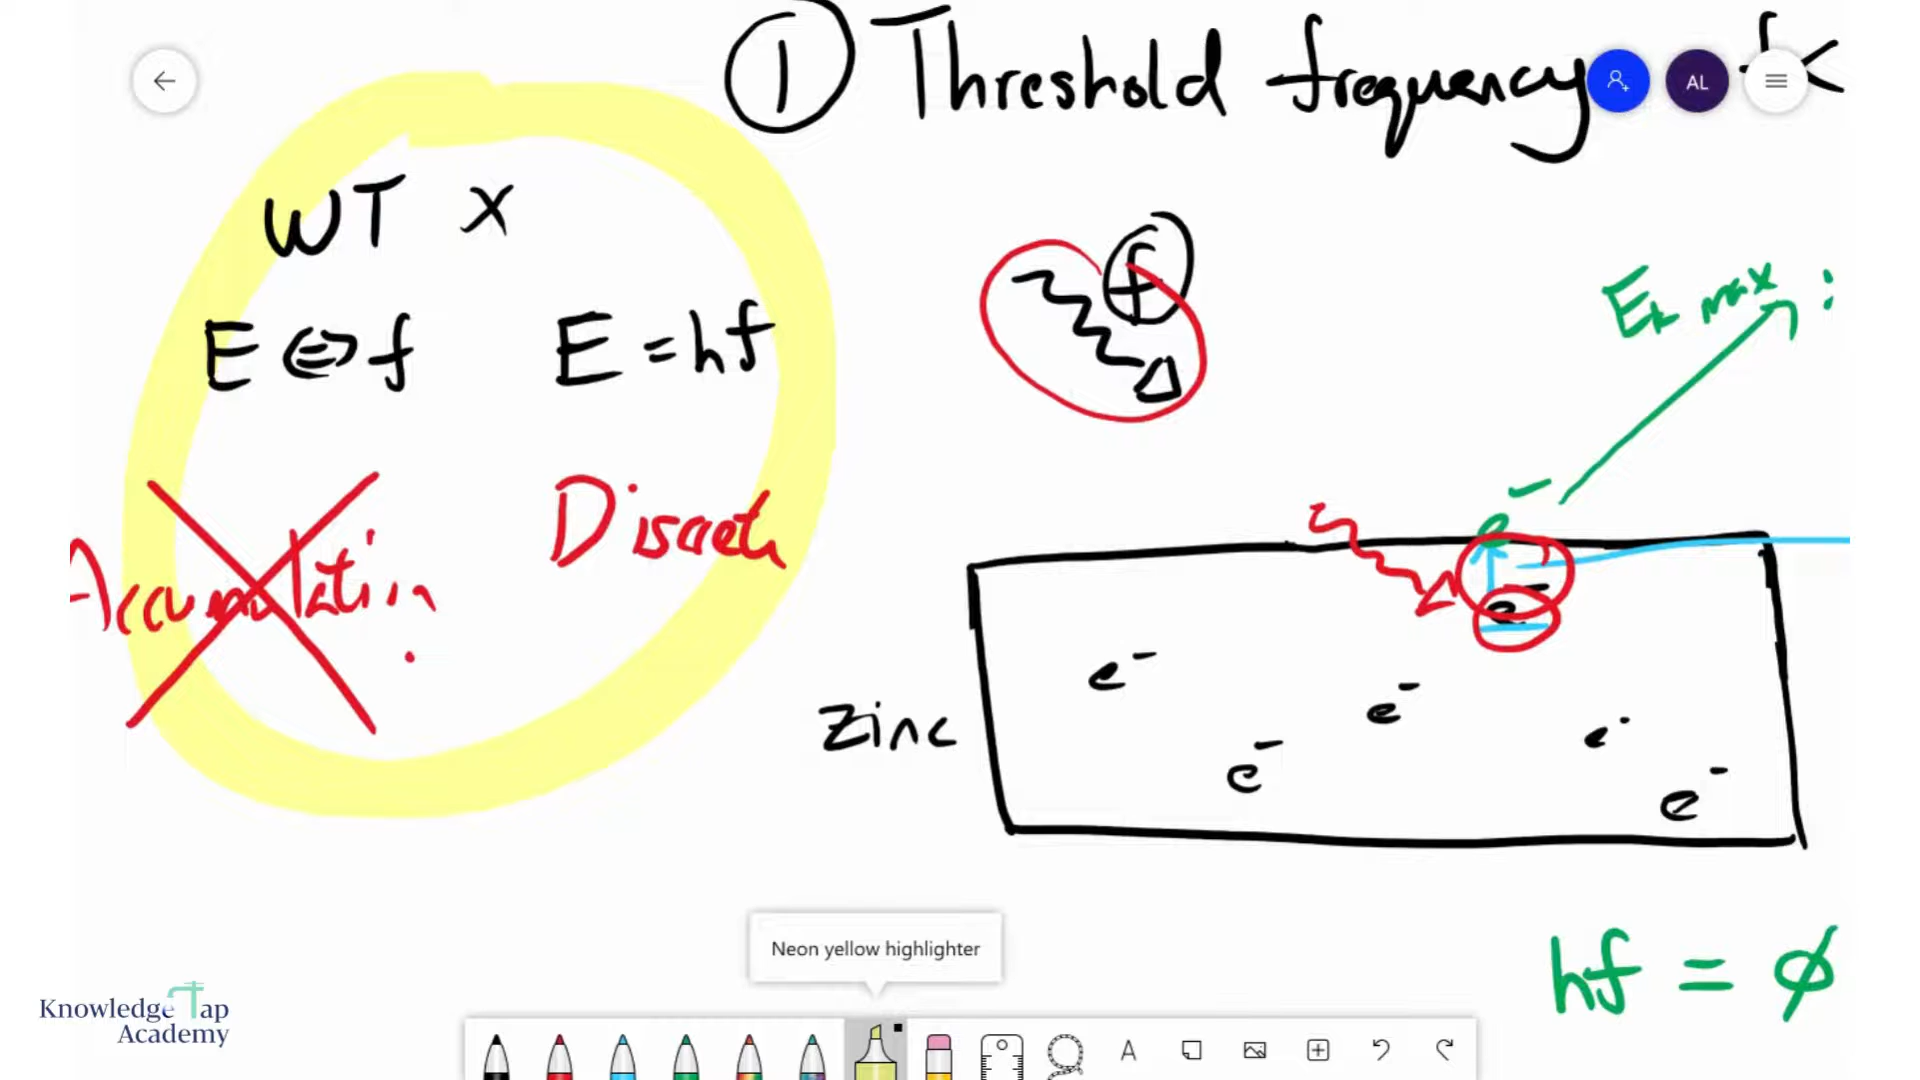 ① Threshold frequency
AL
WT x
f
Ek max :
E ⇔ f
E = hf
Discrete
Accumulation
e-
e-
Zinc
e-
e-
e-
e-
e-
hf = ϕ
Neon yellow highlighter
Knowledge Tap
Academy
A